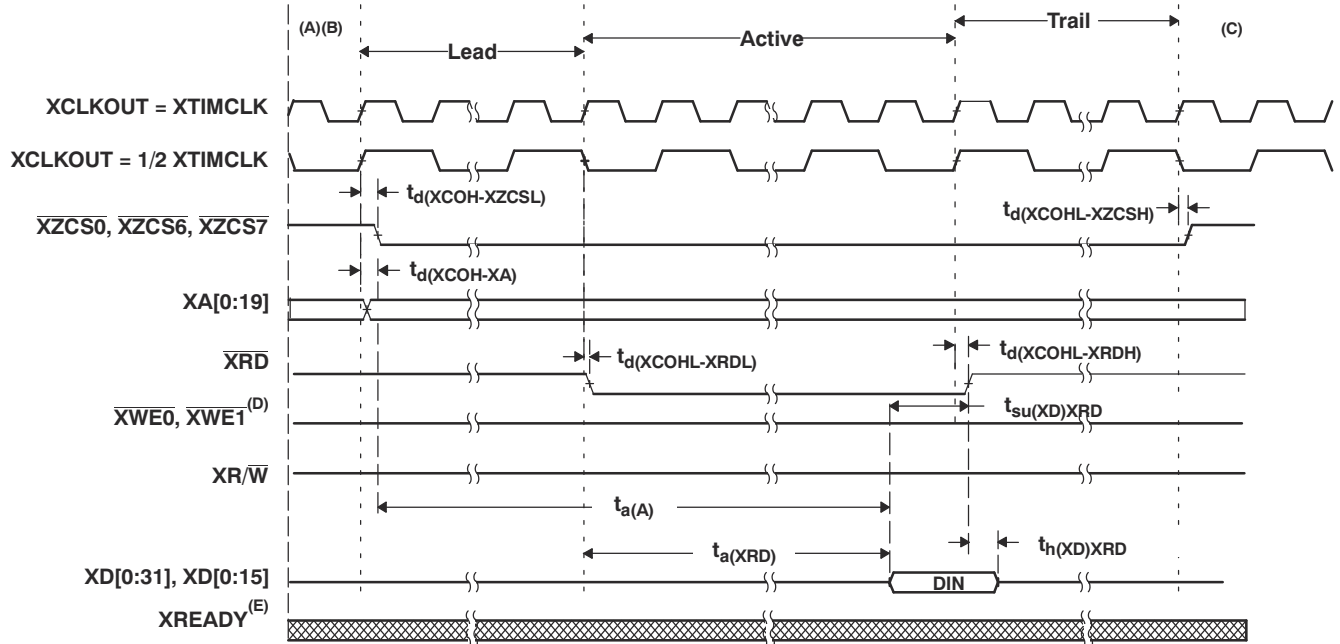 (A)(B)
Lead
Active
Trail
(C)
XCLKOUT = XTIMCLK
XCLKOUT = 1/2 XTIMCLK
td(XCOH-XZCSL)
td(XCOHL-XZCSH)
XZCS0, XZCS6, XZCS7
td(XCOH-XA)
XA[0:19]
XRD
td(XCOHL-XRDL)
td(XCOHL-XRDH)
tsu(XD)XRD
XWE0, XWE1(D)
XR/W
ta(A)
ta(XRD)
th(XD)XRD
XD[0:31], XD[0:15]
DIN
XREADY(E)